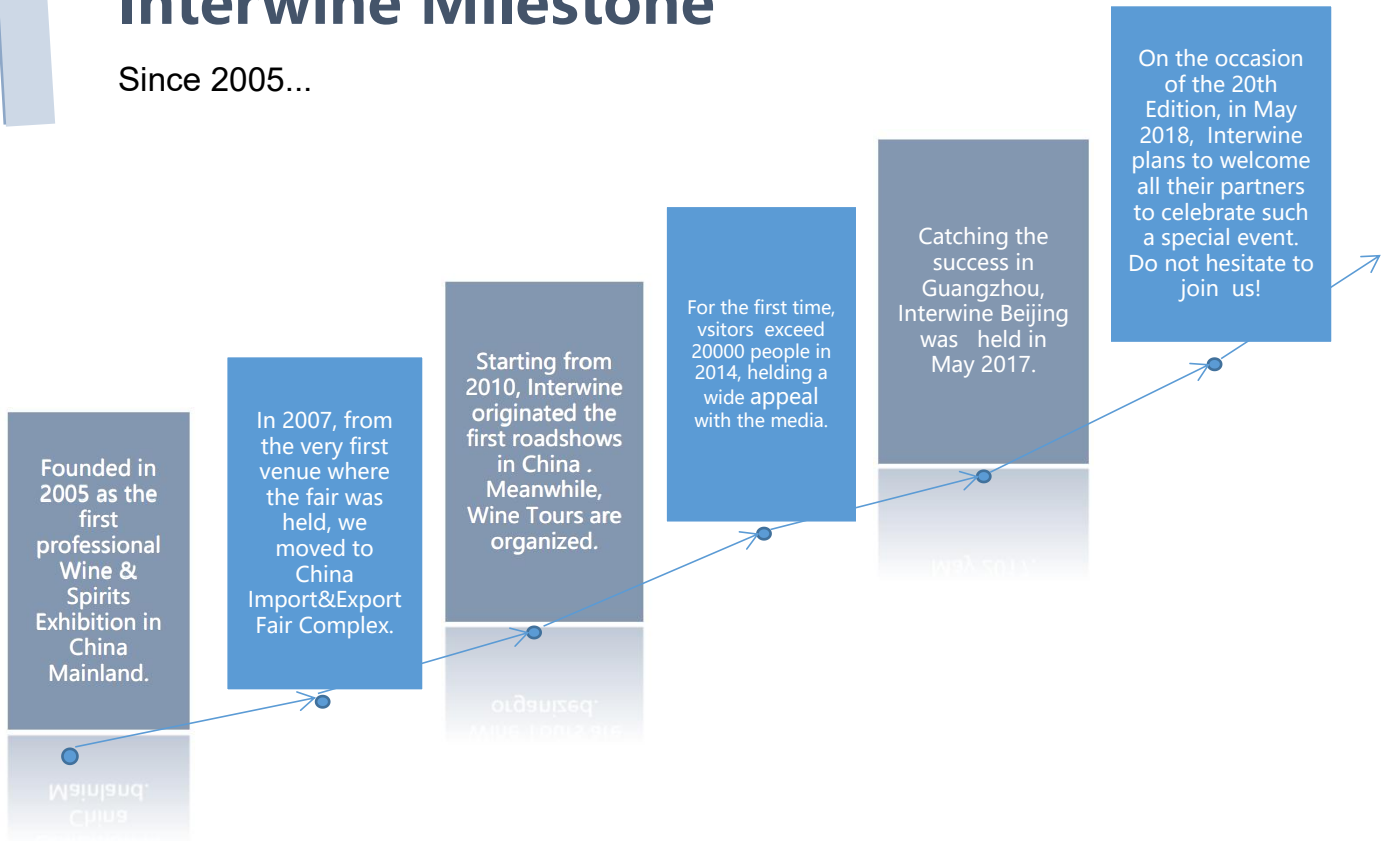 Interwine Milestone
Since 2005...
Founded in
2005 as the
first
professional
Wine &
Spirits
Exhibition in
China
Mainland.
In 2007, from
the very first
venue where
the fair was
held, we
moved to
China
Import&Export
Fair Complex.
Starting from
2010, Interwine
originated the
first roadshows
in China .
Meanwhile,
Wine Tours are
organized.
For the first time,
vsitors exceed
20000 people in
2014, helding a
wide appeal
with the media.
Catching the
success in
Guangzhou,
Interwine Beijing
was held in
May 2017.
On the occasion
of the 20th
Edition, in May
2018, Interwine
plans to welcome
all their partners
to celebrate such
a special event.
Do not hesitate to
join us!